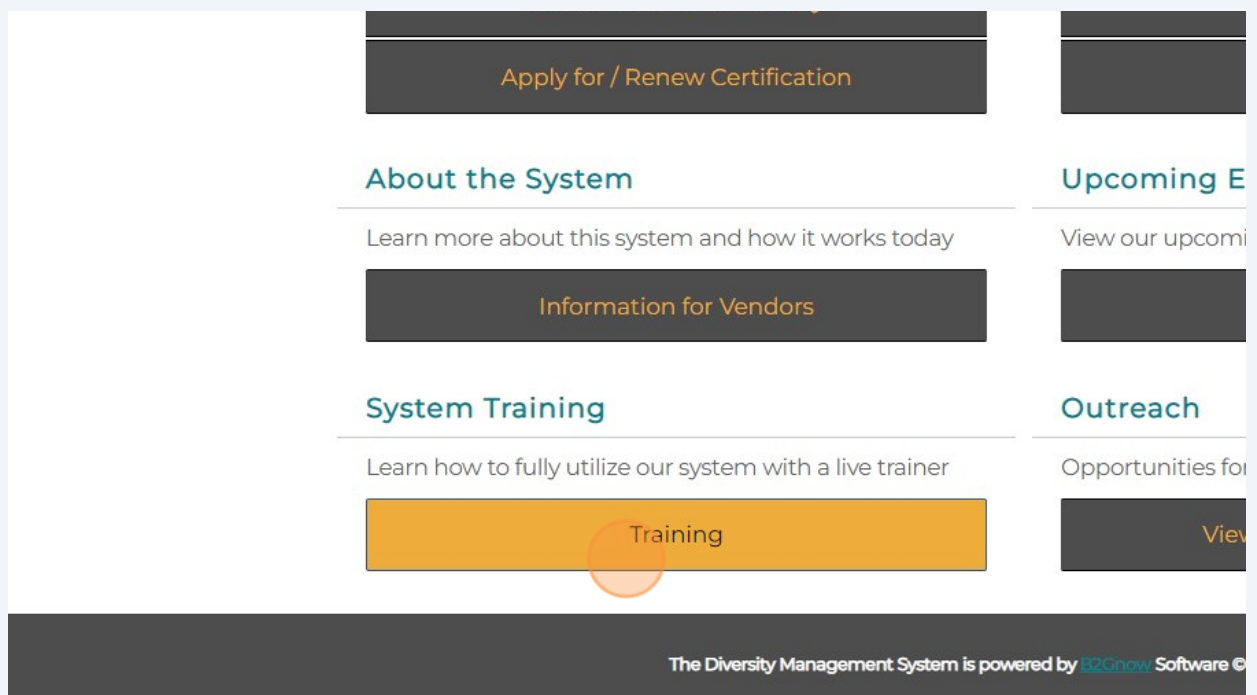 Apply for / Renew Certification
About the System
Upcoming E
Learn more about this system and how it works today
View our upcomi
Information for Vendors
System Training
Outreach
Learn how to fully utilize our system with a live trainer
Opportunities for
Training
View
The Diversity Management System is powered by B2Gnow Software ©